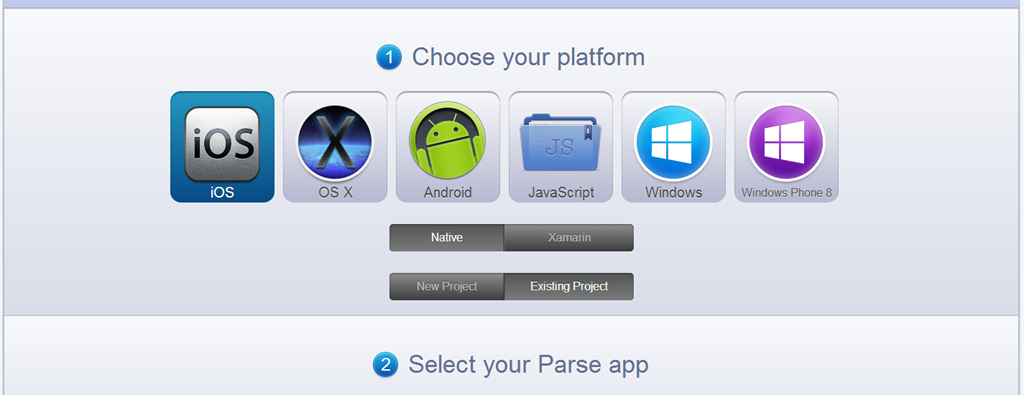 1 Choose your platform
iOS X JS
iOS OS X Android JavaScript Windows Windows Phone 8
Native Xamarin
New Project Existing Project
2 Select your Parse app